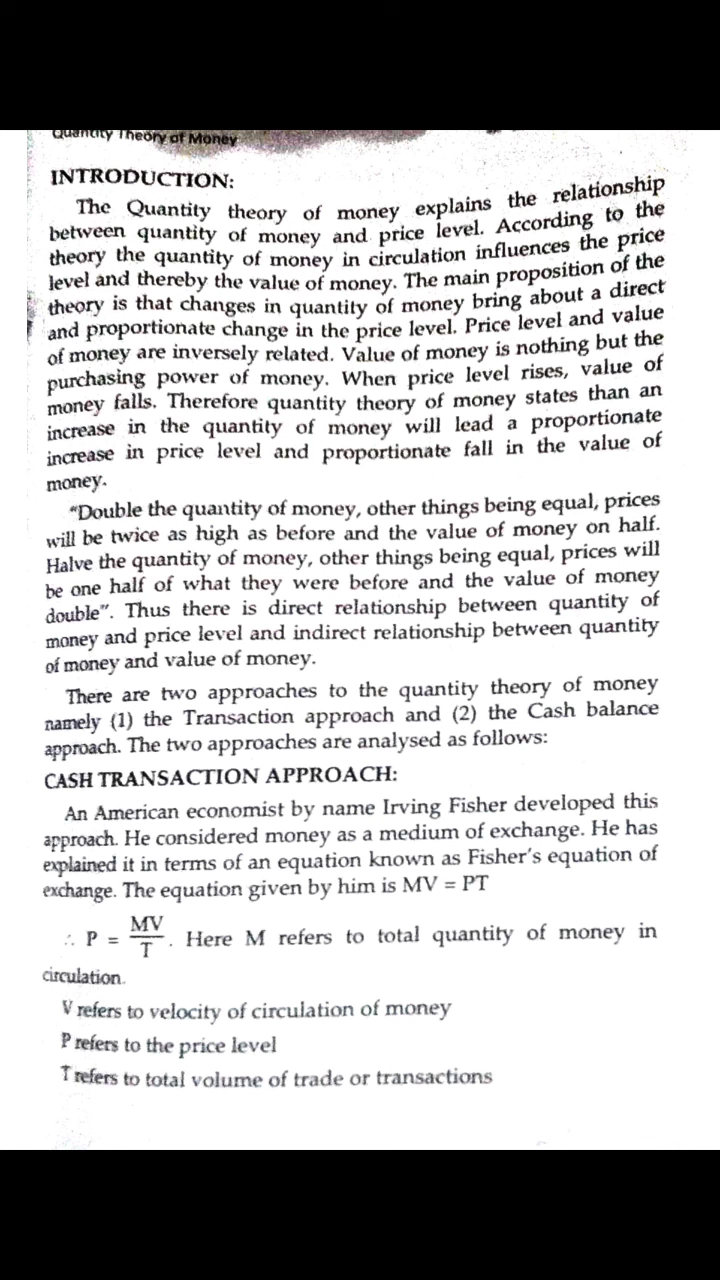 Quantity Theory of Money
INTRODUCTION:
The Quantity theory of money explains the relationship
between quantity of money and price level. According to the
theory the quantity of money in circulation influences the price
level and thereby the value of money. The main proposition of the
theory is that changes in quantity of money bring about a direct
and proportionate change in the price level. Price level and value
of money are inversely related. Value of money is nothing but the
purchasing power of money. When price level rises, value of
money falls. Therefore quantity theory of money states than an
increase in the quantity of money will lead a proportionate
increase in price level and proportionate fall in the value of
money.
"Double the quantity of money, other things being equal, prices
will be twice as high as before and the value of money on half.
Halve the quantity of money, other things being equal, prices will
be one half of what they were before and the value of money
double". Thus there is direct relationship between quantity of
money and price level and indirect relationship between quantity
of money and value of money.
There are two approaches to the quantity theory of money
namely (1) the Transaction approach and (2) the Cash balance
approach. The two approaches are analysed as follows:
CASH TRANSACTION APPROACH:
An American economist by name Irving Fisher developed this
approach. He considered money as a medium of exchange. He has
explained it in terms of an equation known as Fisher's equation of
exchange. The equation given by him is MV = PT
∴ P = MV/T. Here M refers to total quantity of money in
circulation.
V refers to velocity of circulation of money
P refers to the price level
T refers to total volume of trade or transactions